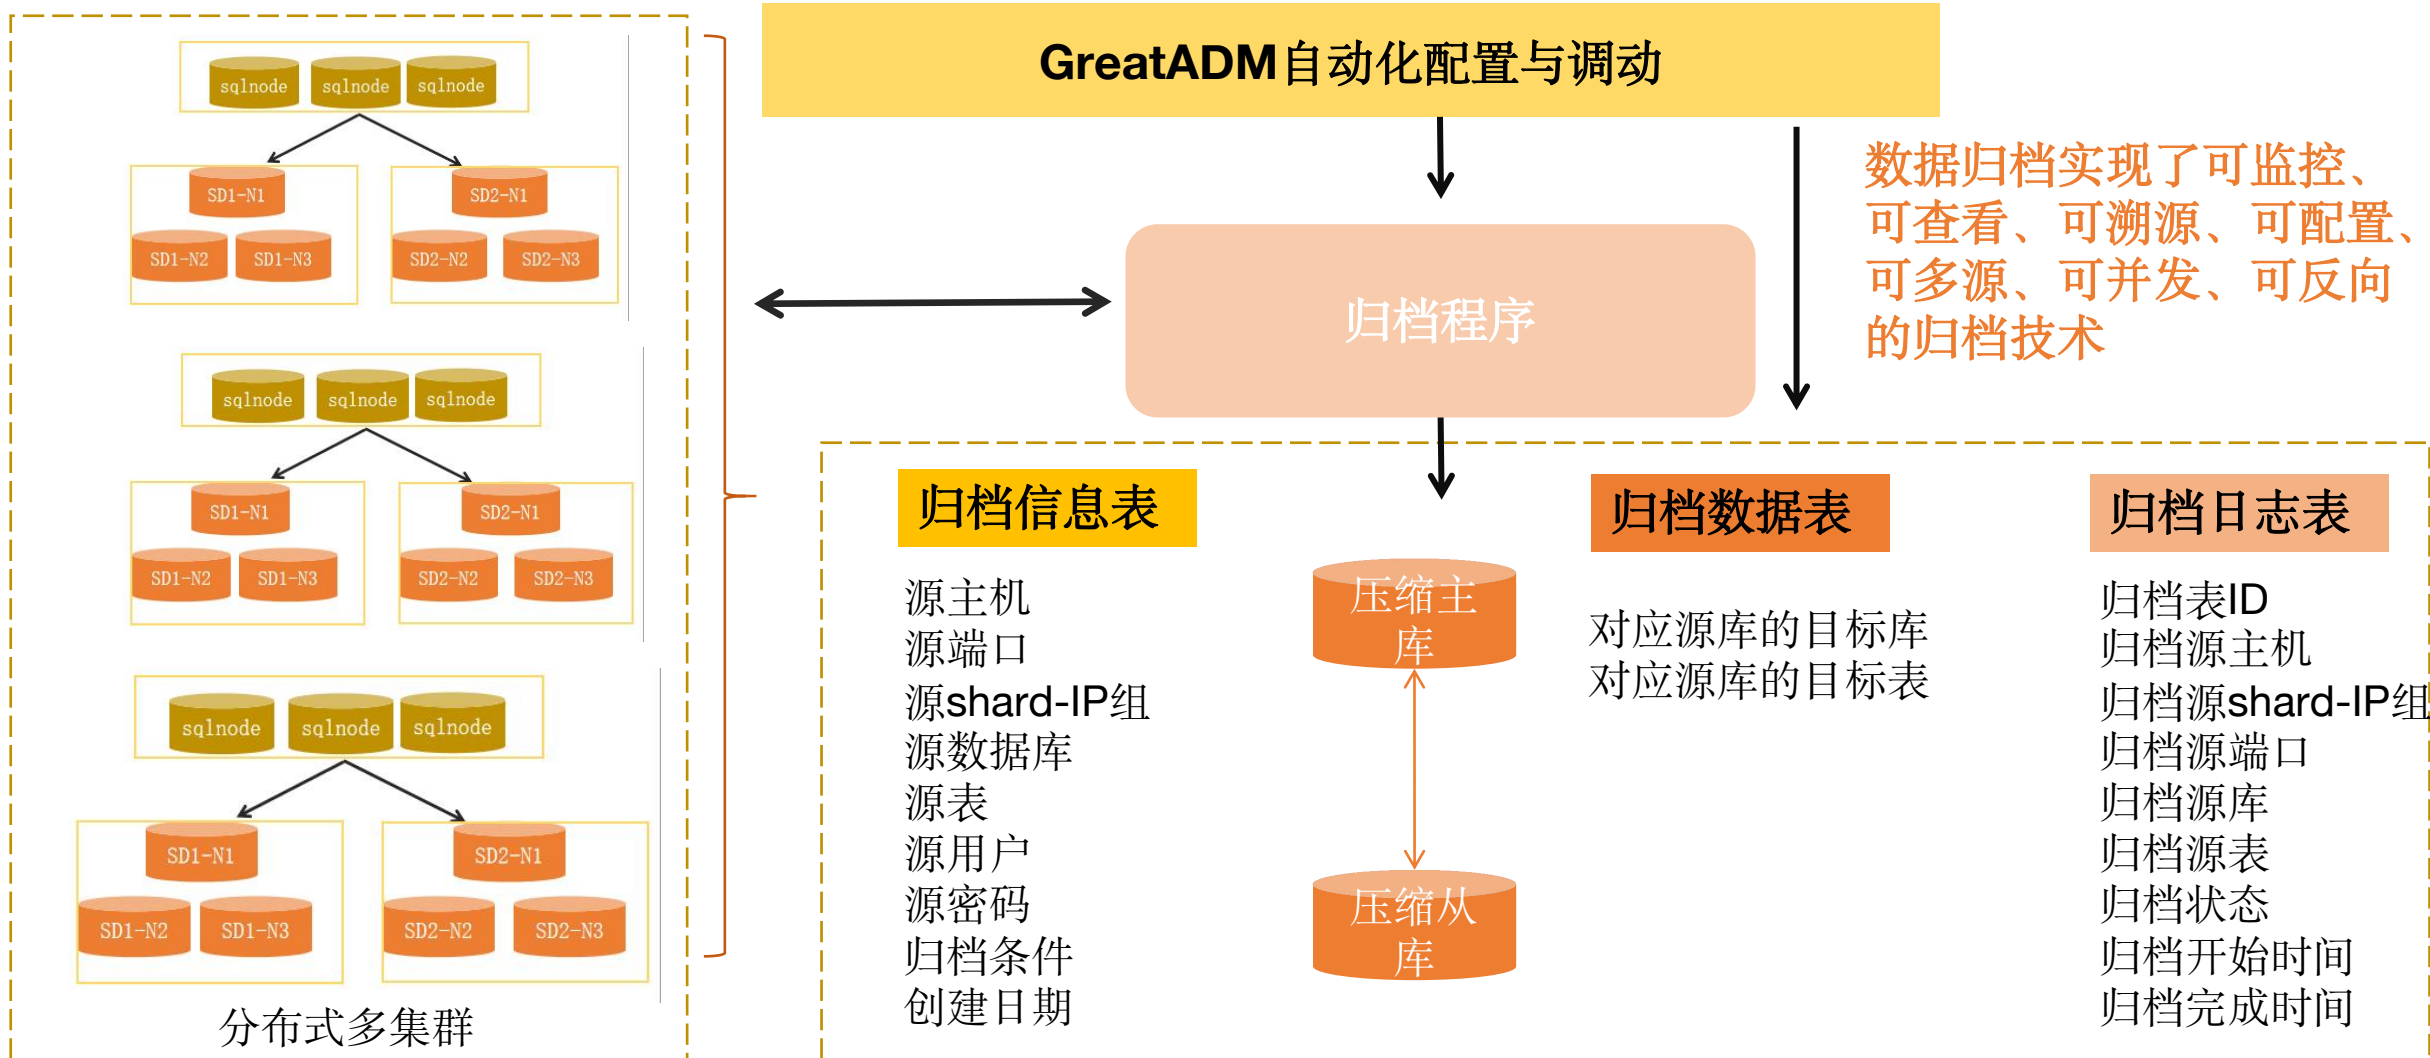 sqlnode sqlnode sqlnode
SD1-N1
SD2-N1
SD1-N2 SD1-N3
SD2-N2 SD2-N3
sqlnode sqlnode sqlnode
SD1-N1
SD2-N1
SD1-N2 SD1-N3
SD2-N2 SD2-N3
sqlnode sqlnode sqlnode
SD1-N1
SD2-N1
SD1-N2 SD1-N3
SD2-N2 SD2-N3
分布式多集群
GreatADM自动化配置与调动
归档程序
数据归档实现了可监控、
可查看、可溯源、可配置、
可多源、可并发、可反向
的归档技术
归档信息表
源主机
源端口
源shard-IP组
源数据库
源表
源用户
源密码
归档条件
创建日期
压缩主
库
压缩从
库
归档数据表
对应源库的目标库
对应源库的目标表
归档日志表
归档表ID
归档源主机
归档源shard-IP组
归档源端口
归档源库
归档源表
归档状态
归档开始时间
归档完成时间